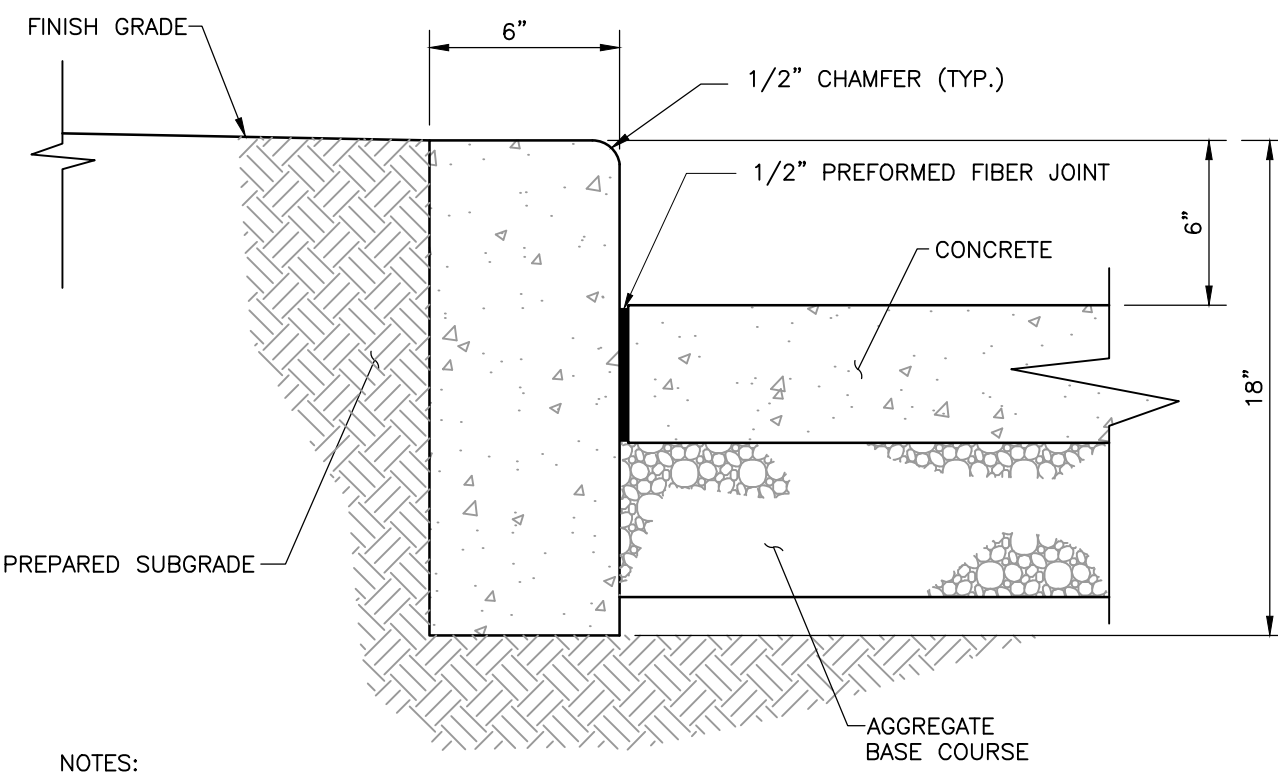 FINISH GRADE
6”
1/2” CHAMFER (TYP.)
1/2” PREFORMED FIBER JOINT
6”
CONCRETE
18”
PREPARED SUBGRADE
AGGREGATE
BASE COURSE
NOTES: